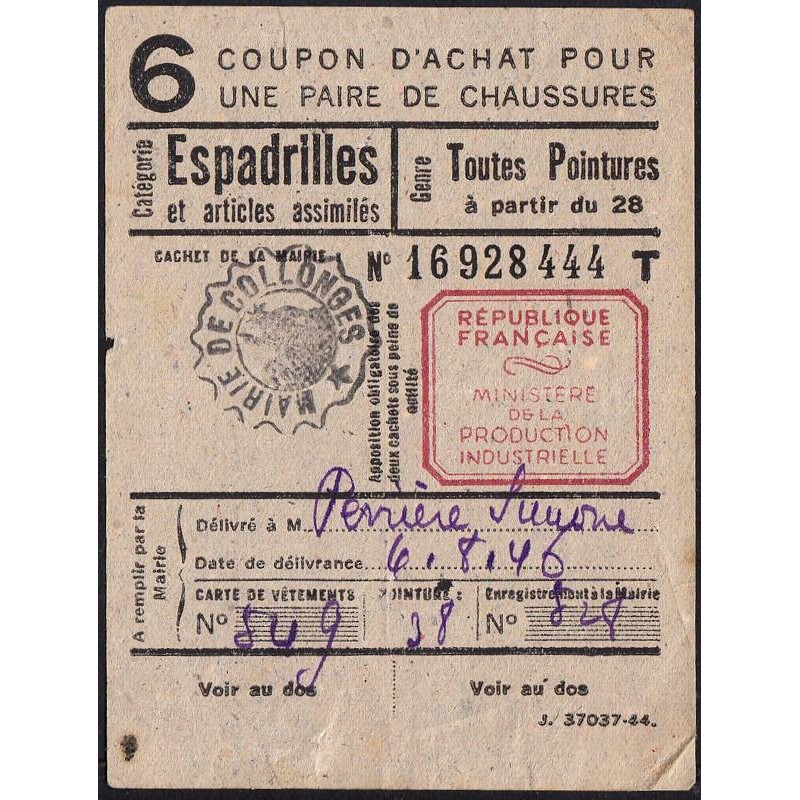 6 COUPON D'ACHAT POUR
UNE PAIRE DE CHAUSSURES
Catégorie
Espadrilles
et articles assimilés
Genre
Toutes Pointures
à partir du 28
CACHET DE LA MAIRIE :
N° 16928444 T
MAIRIE DE COLLONGES
Apposition obligatoire des
deux cachets sous peine de
nullité
RÉPUBLIQUE
FRANÇAISE
MINISTÈRE
DE LA
PRODUCTION
INDUSTRIELLE
A remplir par la
Mairie
Délivré à M. Perrière Simone
Date de délivrance 6.8.46
CARTE DE VÊTEMENTS
N° 849
POINTURE :
38
Enregistrement à la Mairie
N° 828
Voir au dos
Voir au dos
J. 37037-44.